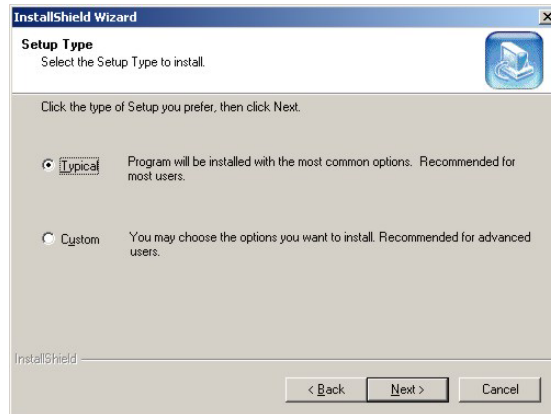 InstallShield Wizard
Setup Type
Select the Setup Type to install.
Click the type of Setup you prefer, then click Next.
Typical
Program will be installed with the most common options. Recommended for
most users.
Custom
You may choose the options you want to install. Recommended for advanced
users.
InstallShield
< Back
Next >
Cancel